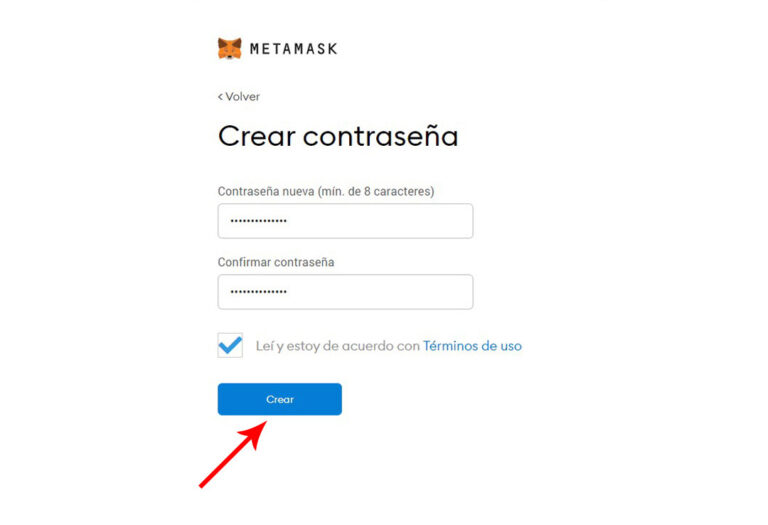 METAMASK
< Volver
Crear contraseña
Contraseña nueva (mín. de 8 caracteres)
••••••••••••••
Confirmar contraseña
••••••••••••••
Leí y estoy de acuerdo con Términos de uso
Crear